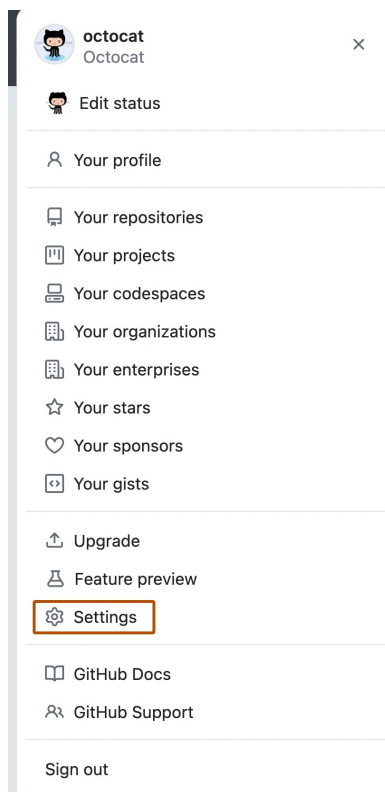 octocat
Octocat
Edit status
Your profile
Your repositories
Your projects
Your codespaces
Your organizations
Your enterprises
Your stars
Your sponsors
Your gists
Upgrade
Feature preview
Settings
GitHub Docs
GitHub Support
Sign out